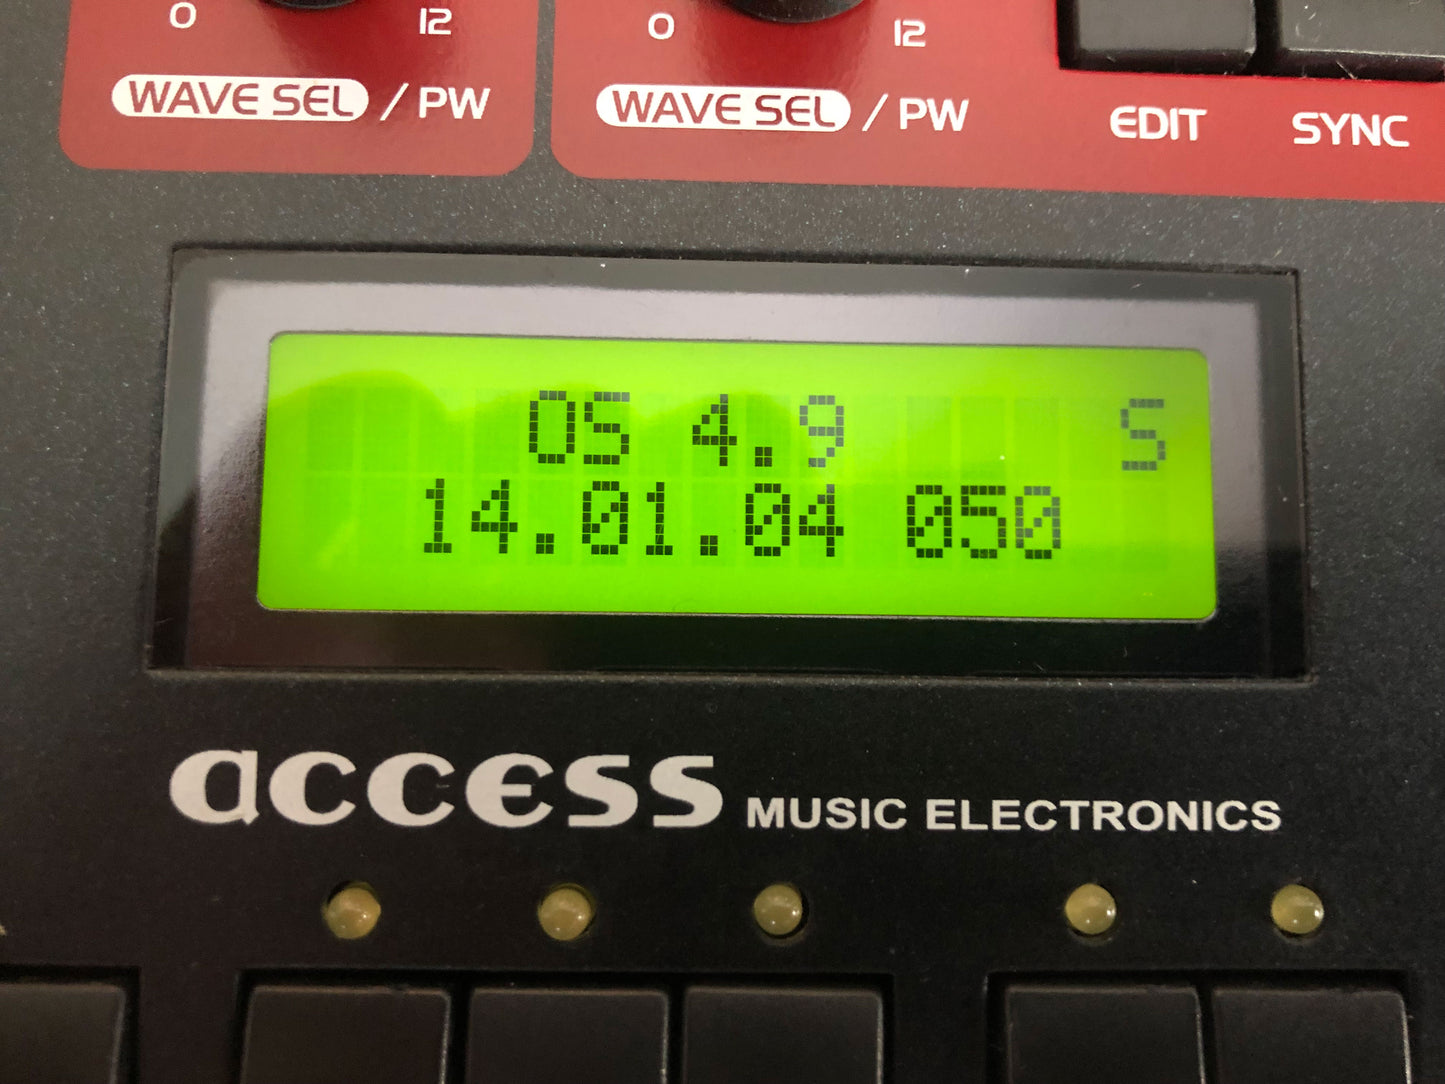 0 12 0 12
WAVE SEL / PW WAVE SEL / PW EDIT SYNC
OS 4.9 S
14.01.04 050
access MUSIC ELECTRONICS